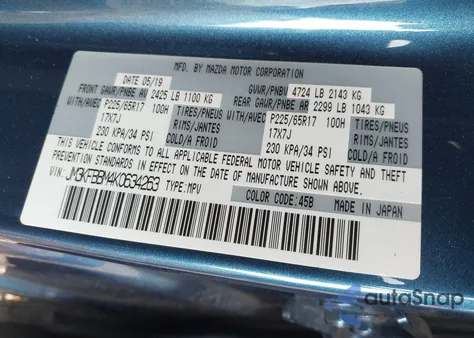 MFD. BY MAZDA MOTOR CORPORATION
DATE 05/19 GVWR/PNBV 4724 LB 2143 KG
FRONT GAWR/PNBE AV 2425 LB 1100 KG REAR GAWR/PNBE AR 2299 LB 1043 KG
WITH/AVEC P225/65R17 100H TIRES/PNEUS WITH/AVEC P225/65R17 100H TIRES/PNEUS
17X7J RIMS/JANTES 17X7J RIMS/JANTES
230 KPA/34 PSI COLD/A FROID 230 KPA/34 PSI COLD/A FROID
THIS VEHICLE CONFORMS TO ALL APPLICABLE FEDERAL MOTOR VEHICLE SAFETY AND THEFT
PREVENTION STANDARDS IN EFFECT ON THE DATE OF MANUFACTURE SHOWN ABOVE.
VIN: JM3KFBBM4K0634253 TYPE:MPV
COLOR CODE:45B MADE IN JAPAN
autoSnap